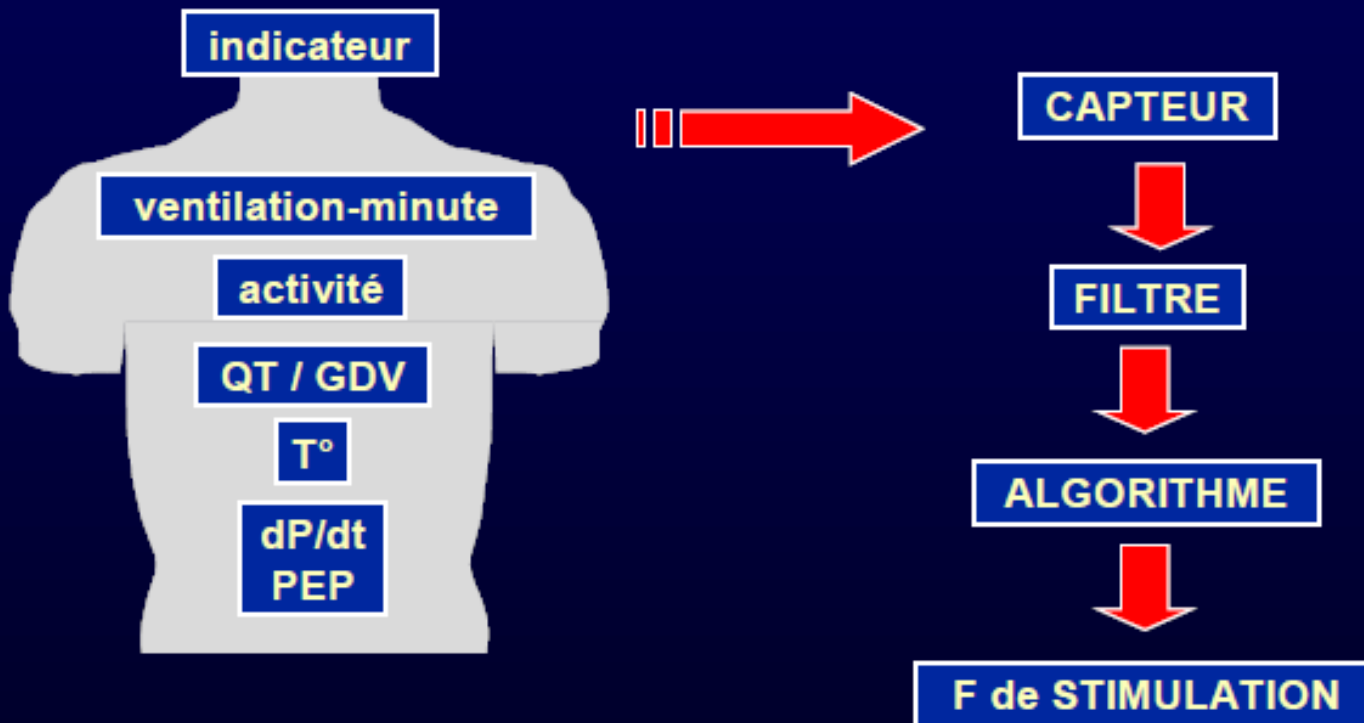 indicateur
ventilation-minute
activité
QT / GDV
T°
dP/dt
PEP
CAPTEUR
FILTRE
ALGORITHME
F de STIMULATION